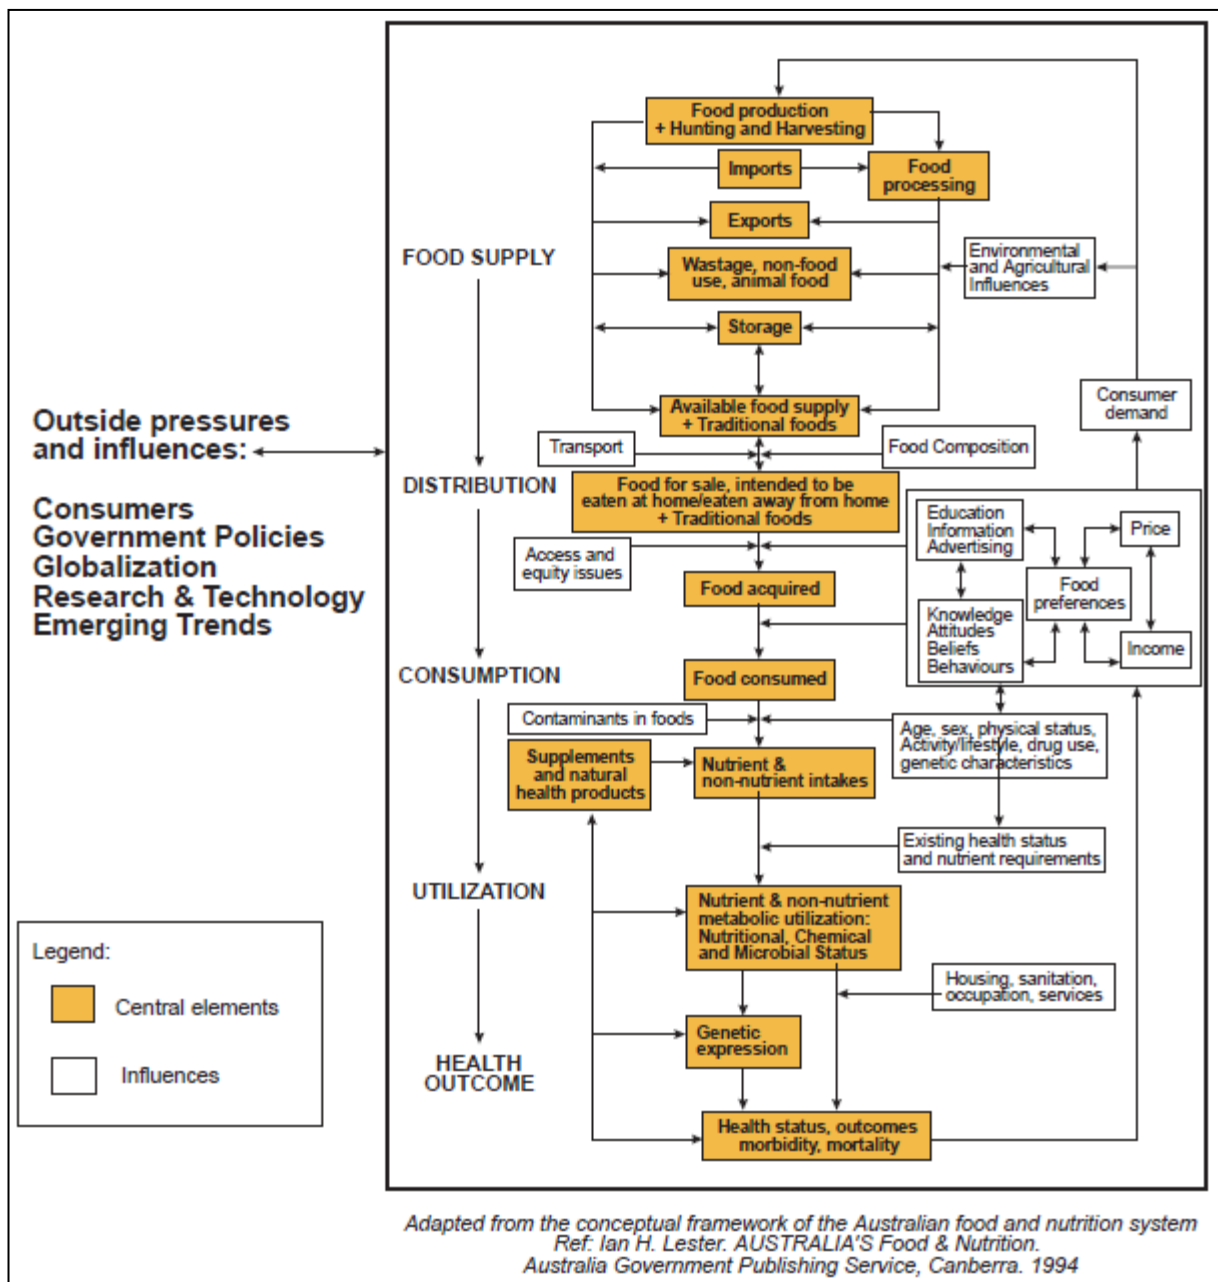 Food production
+ Hunting and Harvesting
Imports
Food
processing
Exports
FOOD SUPPLY
Environmental
and Agricultural
Influences
Wastage, non-food
use, animal food
Storage
Consumer
demand
Available food supply
+ Traditional foods
Outside pressures
and influences:
Consumers
Government Policies
Globalization
Research & Technology
Emerging Trends
Transport
Food Composition
DISTRIBUTION
Food for sale, intended to be
eaten at home/eaten away from home
+ Traditional foods
Education
Information
Advertising
Price
Access and
equity issues
Food acquired
Food
preferences
Knowledge
Attitudes
Beliefs
Behaviours
Income
CONSUMPTION
Food consumed
Contaminants in foods
Age, sex, physical status,
Activity/lifestyle, drug use,
genetic characteristics
Supplements
and natural
health products
Nutrient &
non-nutrient intakes
Existing health status
and nutrient requirements
UTILIZATION
Nutrient & non-nutrient
metabolic utilization:
Nutritional, Chemical
and Microbial Status
Legend:
Central elements
Influences
Housing, sanitation,
occupation, services
Genetic
expression
HEALTH
OUTCOME
Health status, outcomes
morbidity, mortality
Adapted from the conceptual framework of the Australian food and nutrition system
Ref: Ian H. Lester. AUSTRALIA'S Food & Nutrition.
Australia Government Publishing Service, Canberra. 1994